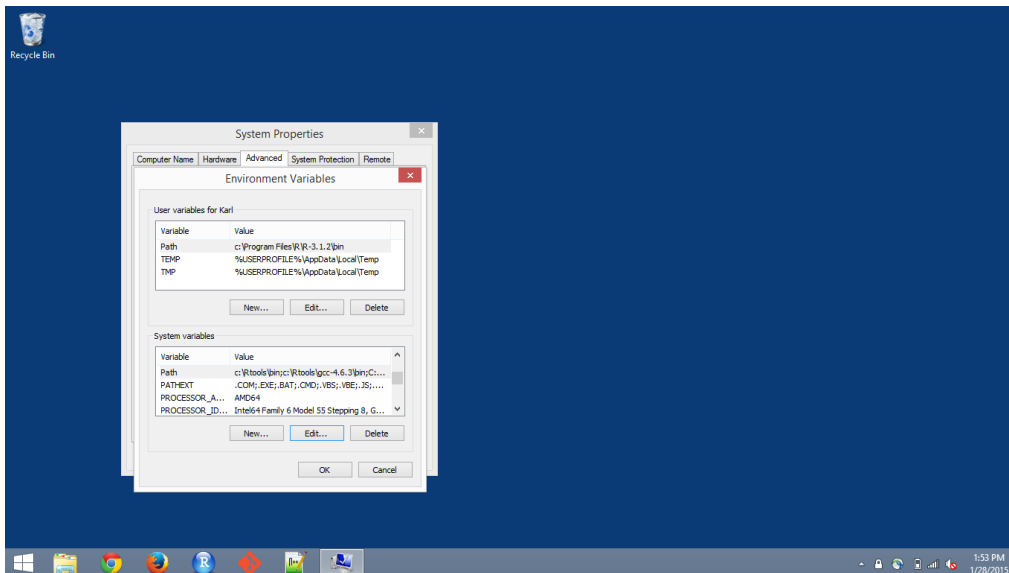 Recycle Bin
System Properties
Computer Name Hardware Advanced System Protection Remote
Environment Variables
User variables for Karl
Variable Value
Path c:\Program Files\R\R-3.1.2\bin
TEMP %USERPROFILE%\AppData\Local\Temp
TMP %USERPROFILE%\AppData\Local\Temp
New... Edit... Delete
System variables
Variable Value
Path c:\Rtools\bin;c:\Rtools\gcc-4.6.3\bin;C:...
PATHEXT .COM;.EXE;.BAT;.CMD;.VBS;.VBE;.JS;....
PROCESSOR_A... AMD64
PROCESSOR_ID... Intel64 Family 6 Model 55 Stepping 8, G...
New... Edit... Delete
OK Cancel
R
1:53 PM
1/28/2015